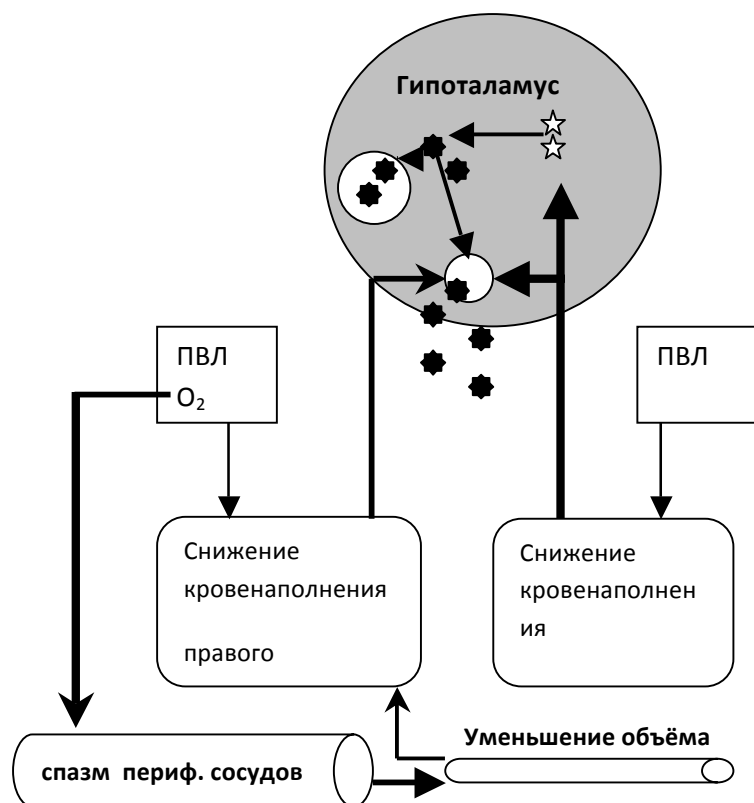 Гипоталамус
ПВЛ
O₂
ПВЛ
Снижение
кровенаполнения
правого
Снижение
кровенаполнен
ия
Уменьшение объёма
спазм периф. сосудов